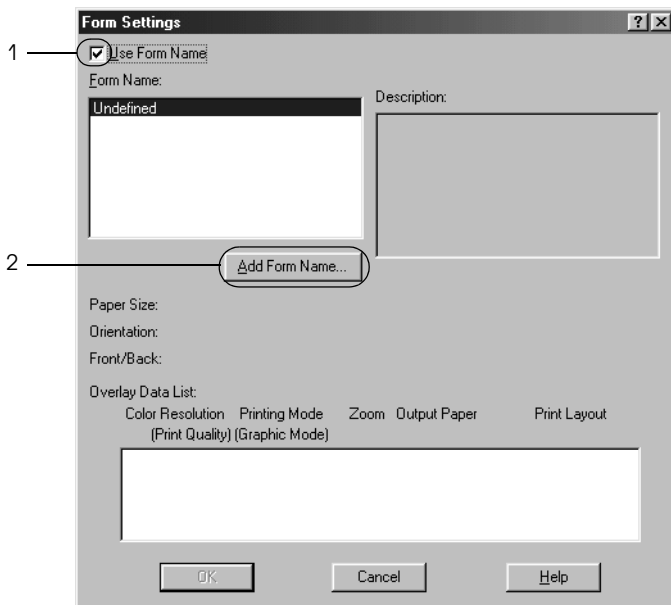 Form Settings
1
Use Form Name
Form Name:
Undefined
Description:
2
Add Form Name...
Paper Size:
Orientation:
Front/Back:
Overlay Data List:
Color Resolution Printing Mode Zoom Output Paper Print Layout
(Print Quality) (Graphic Mode)
OK
Cancel
Help